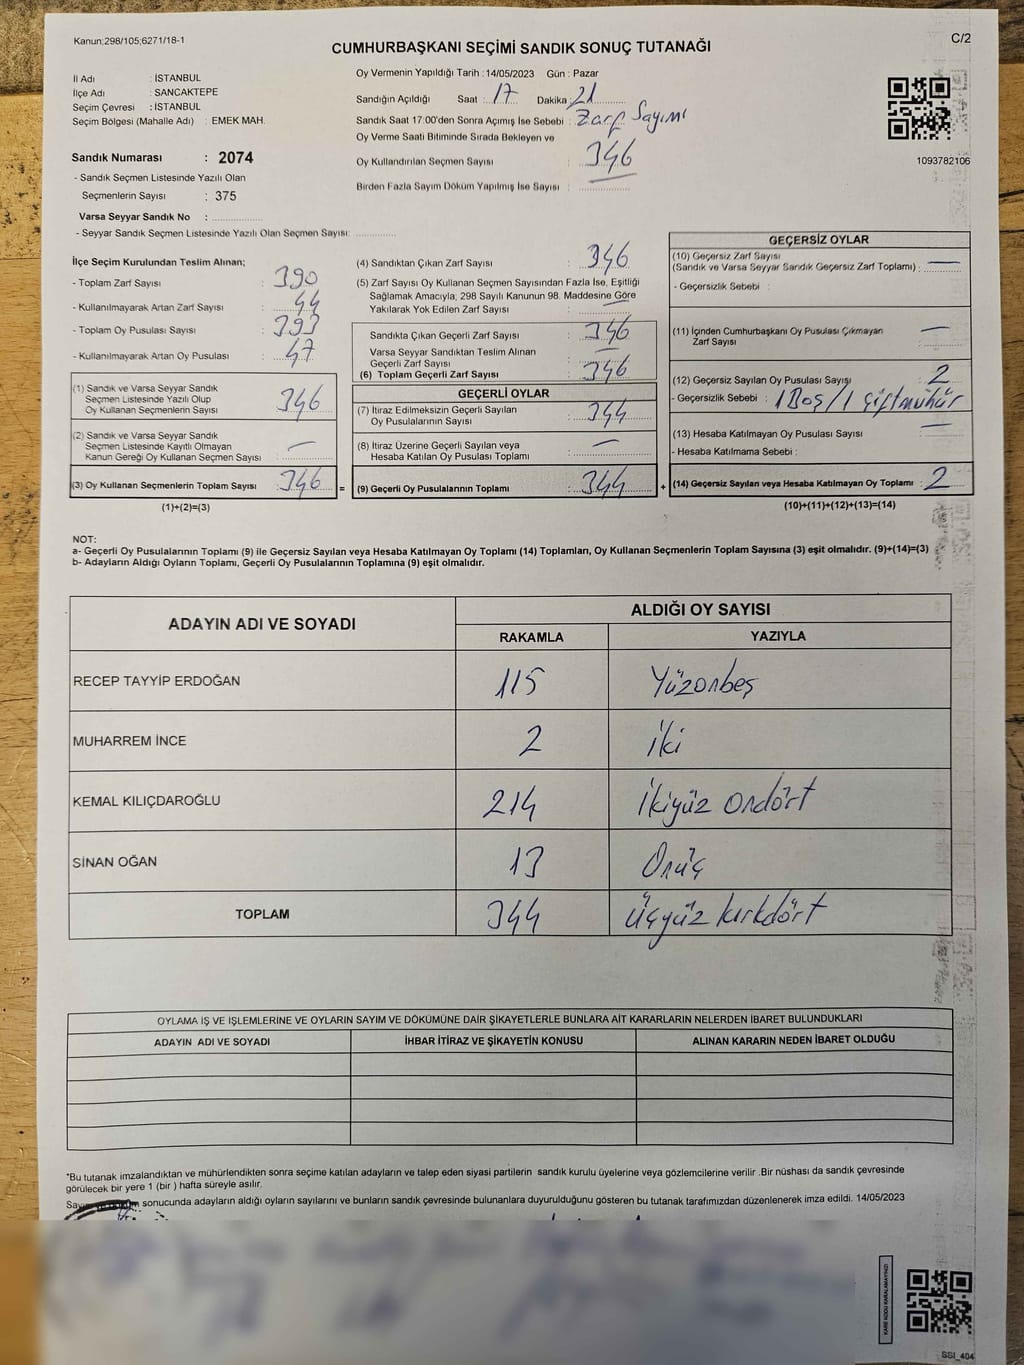 Kanun;298/105;6271/18-1
C/2
CUMHURBAŞKANI SEÇİMİ SANDIK SONUÇ TUTANAĞI
İl Adı : İSTANBUL
İlçe Adı : SANCAKTEPE
Seçim Çevresi : İSTANBUL
Seçim Bölgesi (Mahalle Adı) : EMEK MAH.
Oy Vermenin Yapıldığı Tarih :14/05/2023 Gün : Pazar
Sandığın Açıldığı Saat : 17 Dakika: 21
Sandık Saat 17:00'den Sonra Açımış İse Sebebi : Zarf Sayımı
Oy Verme Saati Bitiminde Sırada Bekleyen ve
Oy Kullandırılan Seçmen Sayısı : 346
Birden Fazla Sayım Döküm Yapılmış İse Sayısı :
1093782106
Sandık Numarası : 2074
- Sandık Seçmen Listesinde Yazılı Olan
Seçmenlerin Sayısı : 375
Varsa Seyyar Sandık No :
- Seyyar Sandık Seçmen Listesinde Yazılı Olan Seçmen Sayısı:
İlçe Seçim Kurulundan Teslim Alınan;
- Toplam Zarf Sayısı : 390
- Kullanılmayarak Artan Zarf Sayısı : 44
- Toplam Oy Pusulası Sayısı : 393
- Kullanılmayarak Artan Oy Pusulası : 47
(1) Sandık ve Varsa Seyyar Sandık
Seçmen Listesinde Yazılı Olup
Oy Kullanan Seçmenlerin Sayısı : 346
(2) Sandık ve Varsa Seyyar Sandık
Seçmen Listesinde Kayıtlı Olmayan
Kanun Gereği Oy Kullanan Seçmen Sayısı : —
(3) Oy Kullanan Seçmenlerin Toplam Sayısı : 346 =
(1)+(2)=(3)
(4) Sandıktan Çıkan Zarf Sayısı : 346
(5) Zarf Sayısı Oy Kullanan Seçmen Sayısından Fazla İse, Eşitliği
Sağlamak Amacıyla; 298 Sayılı Kanunun 98. Maddesine Göre
Yakılarak Yok Edilen Zarf Sayısı : —
Sandıkta Çıkan Geçerli Zarf Sayısı : 346
Varsa Seyyar Sandıktan Teslim Alınan
Geçerli Zarf Sayısı : —
(6) Toplam Geçerli Zarf Sayısı : 346
GEÇERLİ OYLAR
(7) İtiraz Edilmeksizin Geçerli Sayılan
Oy Pusulalarının Sayısı : 344
(8) İtiraz Üzerine Geçerli Sayılan veya
Hesaba Katılan Oy Pusulası Toplamı : —
(9) Geçerli Oy Pusulalarının Toplamı : 344 +
GEÇERSİZ OYLAR
(10) Geçersiz Zarf Sayısı
(Sandık ve Varsa Seyyar Sandık Geçersiz Zarf Toplamı) : —
- Geçersizlik Sebebi :
(11) İçinden Cumhurbaşkanı Oy Pusulası Çıkmayan
Zarf Sayısı : —
(12) Geçersiz Sayılan Oy Pusulası Sayısı : 2
- Geçersizlik Sebebi : 1 Boş / 1 çift mühür
(13) Hesaba Katılmayan Oy Pusulası Sayısı : —
- Hesaba Katılmama Sebebi :
(14) Geçersiz Sayılan veya Hesaba Katılmayan Oy Toplamı : 2
(10)+(11)+(12)+(13)=(14)
NOT:
a- Geçerli Oy Pusulalarının Toplamı (9) ile Geçersiz Sayılan veya Hesaba Katılmayan Oy Toplamı (14) Toplamları, Oy Kullanan Seçmenlerin Toplam Sayısına (3) eşit olmalıdır. (9)+(14)=(3)
b- Adayların Aldığı Oyların Toplamı, Geçerli Oy Pusulalarının Toplamına (9) eşit olmalıdır.
ADAYIN ADI VE SOYADI
ALDIĞI OY SAYISI
RAKAMLA YAZIYLA
RECEP TAYYİP ERDOĞAN 115 Yüzonbeş
MUHARREM İNCE 2 iki
KEMAL KILIÇDAROĞLU 214 İkiyüz ondört
SİNAN OĞAN 13 Onüç
TOPLAM 344 Üçyüz kırkdört
OYLAMA İŞ VE İŞLEMLERİNE VE OYLARIN SAYIM VE DÖKÜMÜNE DAİR ŞİKAYETLERLE BUNLARA AİT KARARLARIN NELERDEN İBARET BULUNDUKLARI
ADAYIN ADI VE SOYADI İHBAR İTİRAZ VE ŞİKAYETİN KONUSU ALINAN KARARIN NEDEN İBARET OLDUĞU
*Bu tutanak imzalandıktan ve mühürlendikten sonra seçime katılan adayların ve talep eden siyasi partilerin sandık kurulu üyelerine veya gözlemcilerine verilir .Bir nüshası da sandık çevresinde
görülecek bir yere 1 (bir ) hafta süreyle asılır.
sonucunda adayların aldığı oyların sayılarını ve bunların sandık çevresinde bulunanlara duyurulduğunu gösteren bu tutanak tarafımızdan düzenlenerek imza edildi. 14/05/2023
KARE KODU KARALAMAYINIZ!
SSİ_404